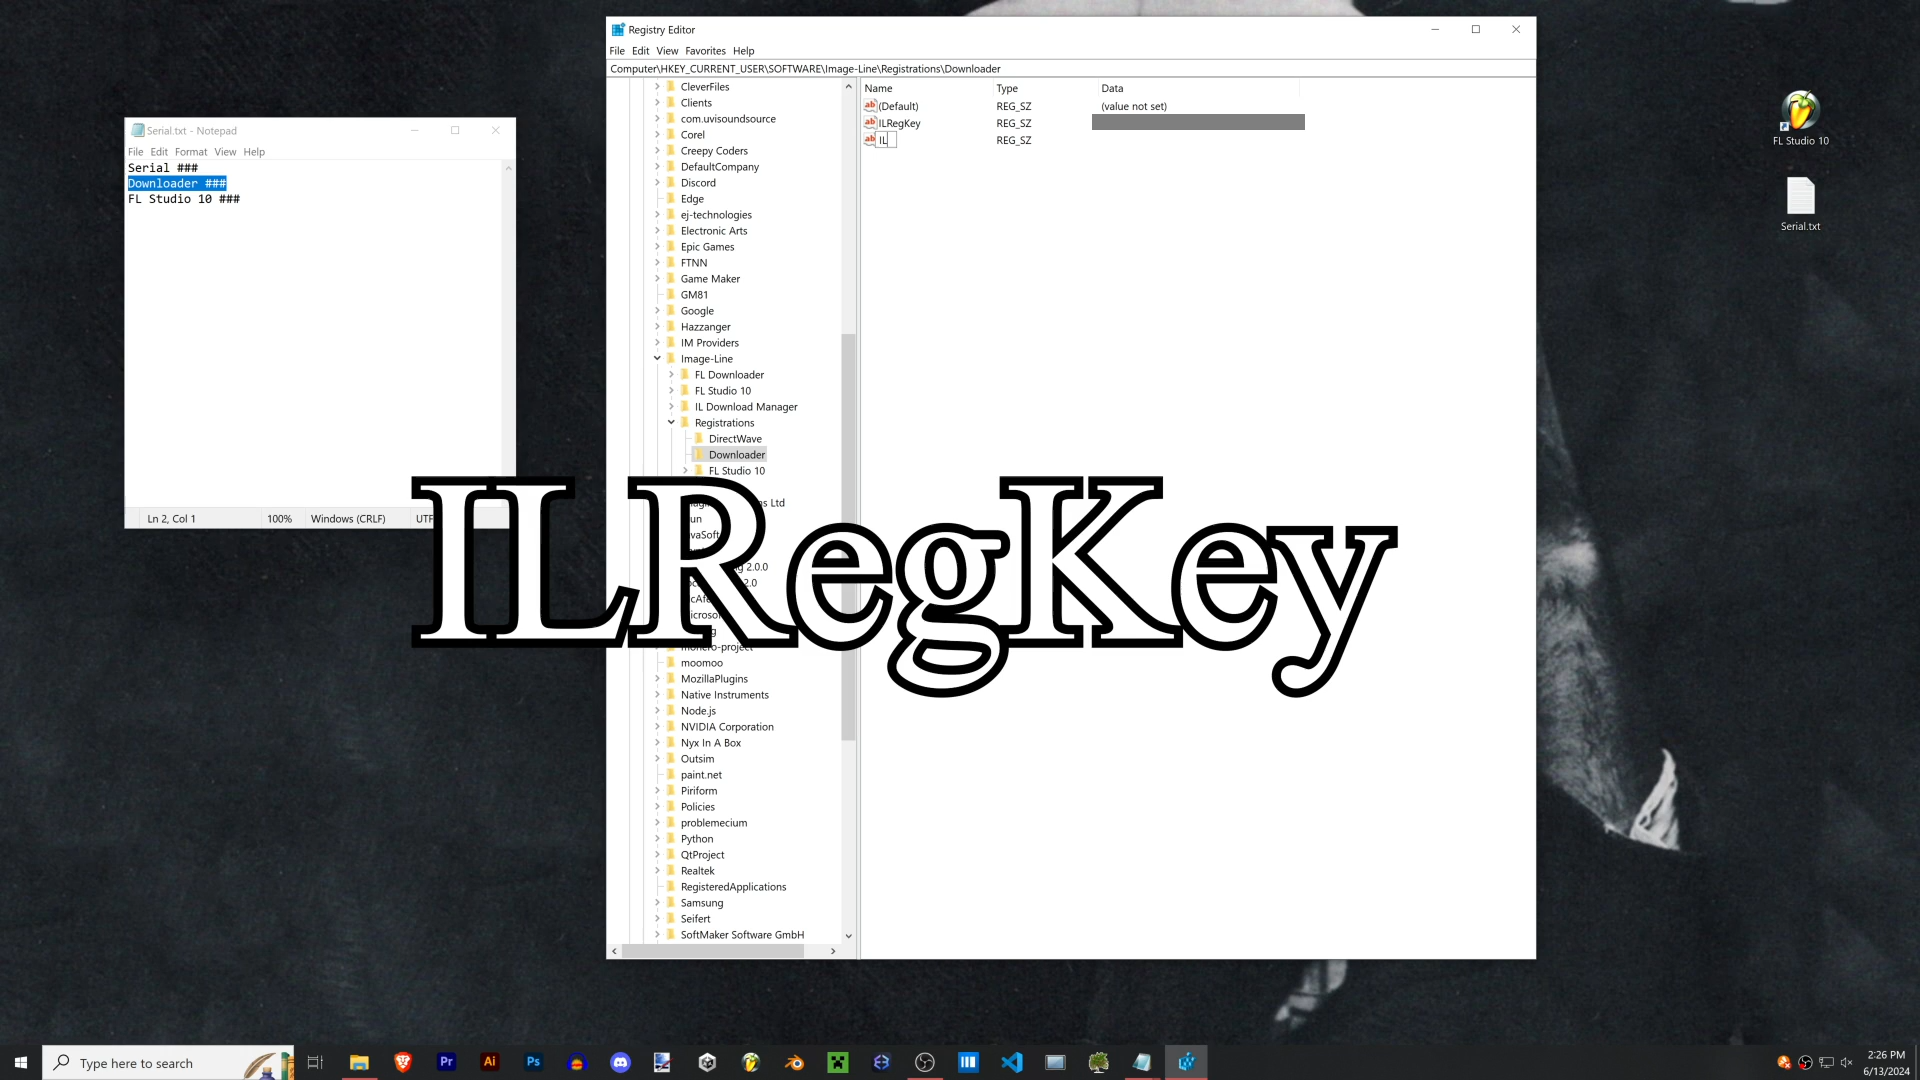 Serial.txt - Notepad
File Edit Format View Help
Serial ###
Downloader ###
FL Studio 10 ###
Ln 2, Col 1 100% Windows (CRLF) UTF
Registry Editor
File Edit View Favorites Help
Computer\HKEY_CURRENT_USER\SOFTWARE\Image-Line\Registrations\Downloader
CleverFiles
Clients
com.uvisoundsource
Corel
Creepy Coders
DefaultCompany
Discord
Edge
ej-technologies
Electronic Arts
Epic Games
FTNN
Game Maker
GM81
Google
Hazzanger
IM Providers
Image-Line
FL Downloader
FL Studio 10
IL Download Manager
Registrations
DirectWave
Downloader
FL Studio 10
moomoo
MozillaPlugins
Native Instruments
Node.js
NVIDIA Corporation
Nyx In A Box
Outsim
paint.net
Piriform
Policies
problemecium
Python
QtProject
Realtek
RegisteredApplications
Samsung
Seifert
SoftMaker Software GmbH
Name Type Data
(Default) REG_SZ (value not set)
ILRegKey REG_SZ
IL REG_SZ
ILRegKey
FL Studio 10
Serial.txt
Type here to search
Pr
Ai
Ps
2:26 PM
6/13/2024